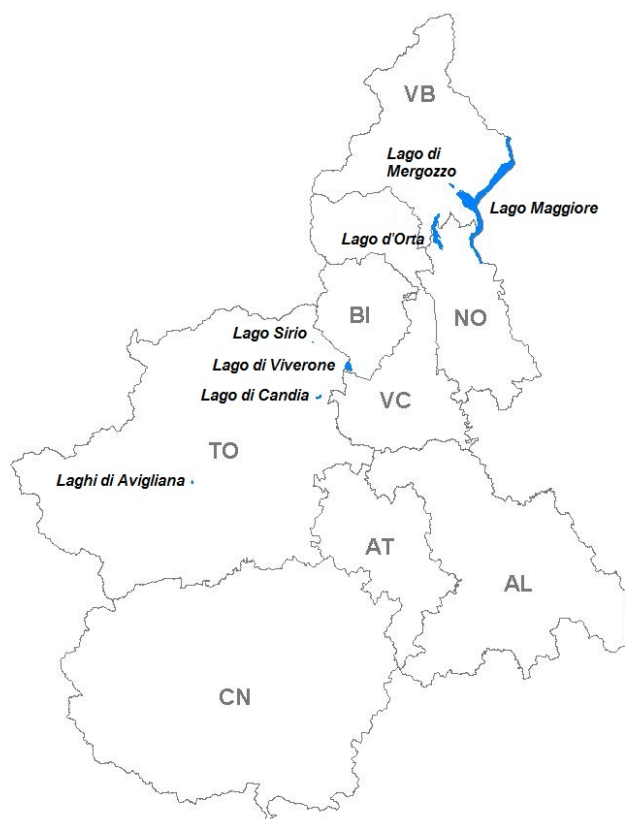 VB
Lago di
Mergozzo
Lago Maggiore
Lago d'Orta
BI
NO
Lago Sirio
Lago di Viverone
Lago di Candia
VC
TO
Laghi di Avigliana
AT
AL
CN